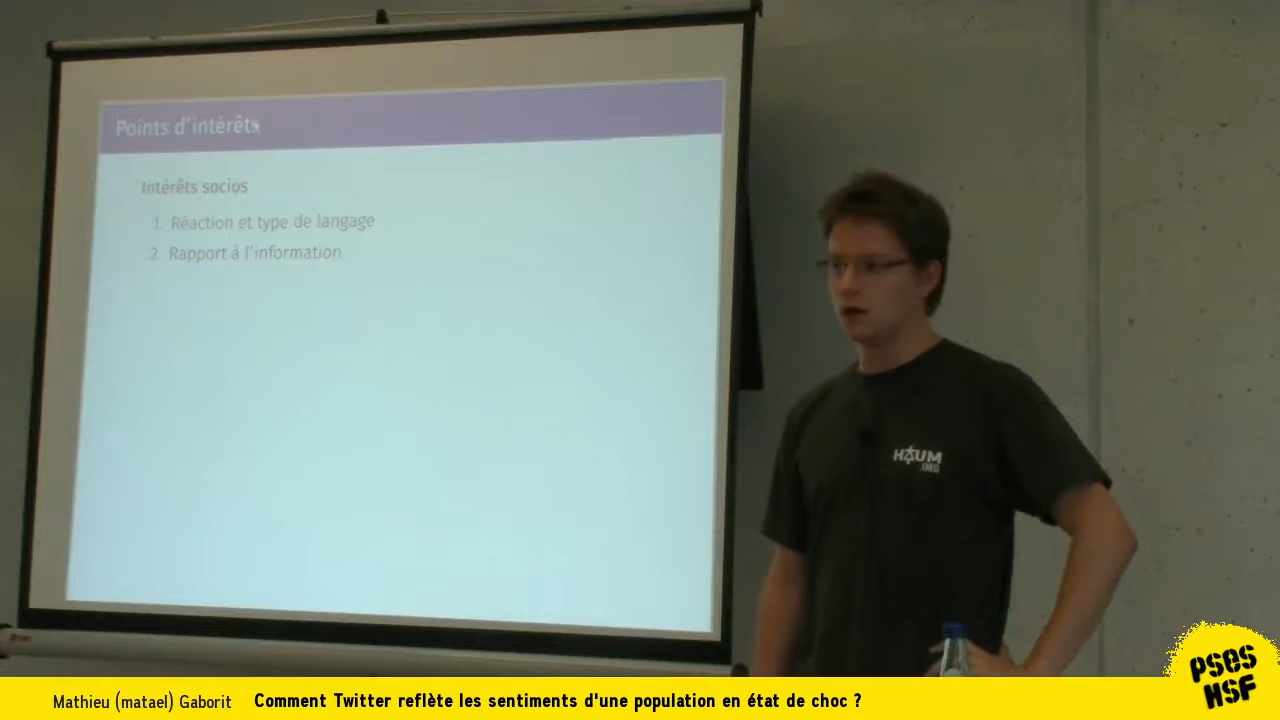 Points d'intérêts
Intérêts socios
1. Réaction et type de langage
2. Rapport à l'information
HAUM
.ORG
PSES
HSF
Mathieu (matael) Gaborit Comment Twitter reflète les sentiments d'une population en état de choc ?